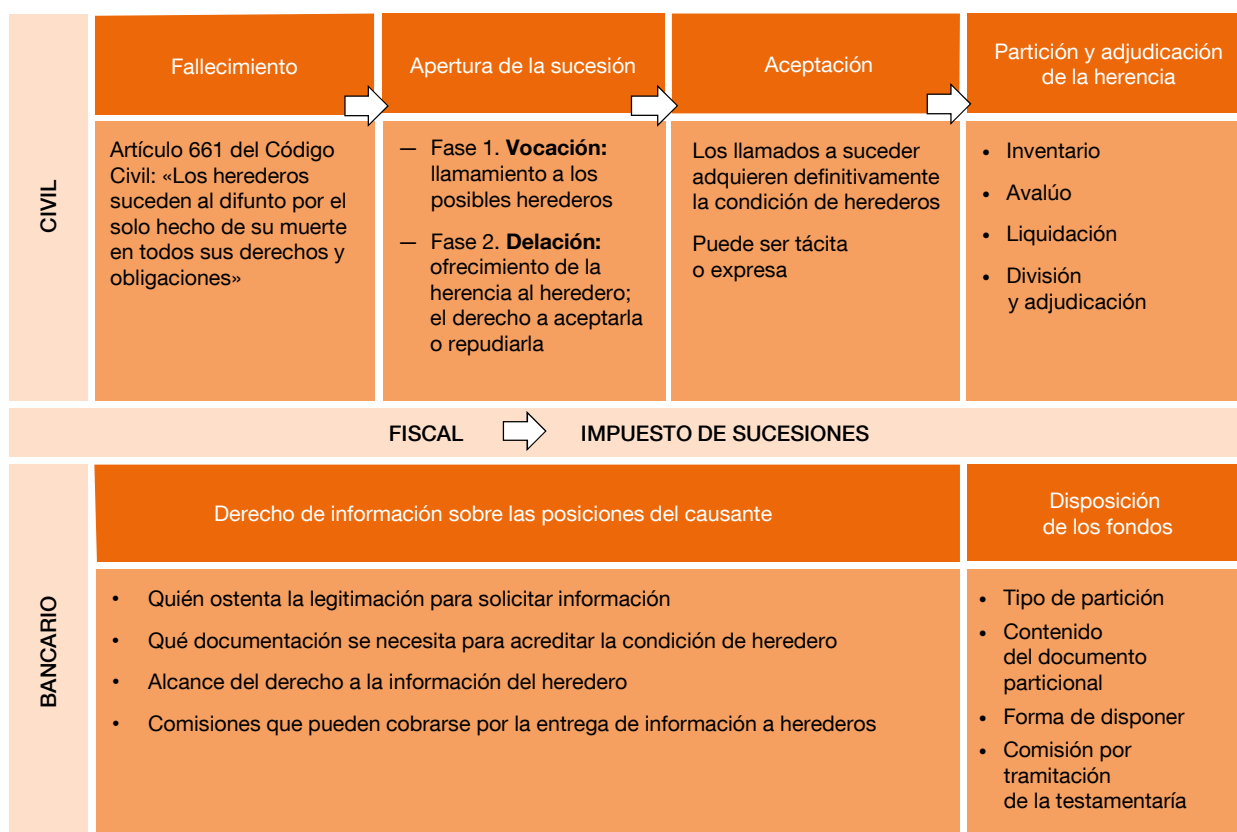 CIVIL
Fallecimiento
Artículo 661 del Código
Civil: «Los herederos
suceden al difunto por el
solo hecho de su muerte
en todos sus derechos y
obligaciones»
Apertura de la sucesión
— Fase 1. Vocación:
llamamiento a los
posibles herederos
— Fase 2. Delación:
ofrecimiento de la
herencia al heredero;
el derecho a aceptarla
o repudiarla
Aceptación
Los llamados a suceder
adquieren definitivamente
la condición de herederos
Puede ser tácita
o expresa
Partición y adjudicación
de la herencia
• Inventario
• Avalúo
• Liquidación
• División
y adjudicación
FISCAL IMPUESTO DE SUCESIONES
BANCARIO
Derecho de información sobre las posiciones del causante
• Quién ostenta la legitimación para solicitar información
• Qué documentación se necesita para acreditar la condición de heredero
• Alcance del derecho a la información del heredero
• Comisiones que pueden cobrarse por la entrega de información a herederos
Disposición
de los fondos
• Tipo de partición
• Contenido
del documento
particional
• Forma de disponer
• Comisión por
tramitación
de la testamentaría